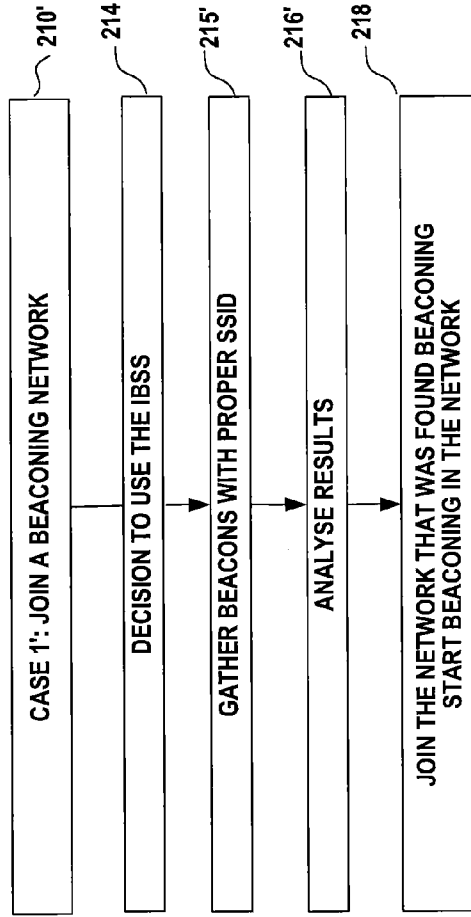 CASE 1': JOIN A BEACONING NETWORK
210'
DECISION TO USE THE IBSS
214
GATHER BEACONS WITH PROPER SSID
215'
ANALYSE RESULTS
216'
JOIN THE NETWORK THAT WAS FOUND BEACONING
START BEACONING IN THE NETWORK
218